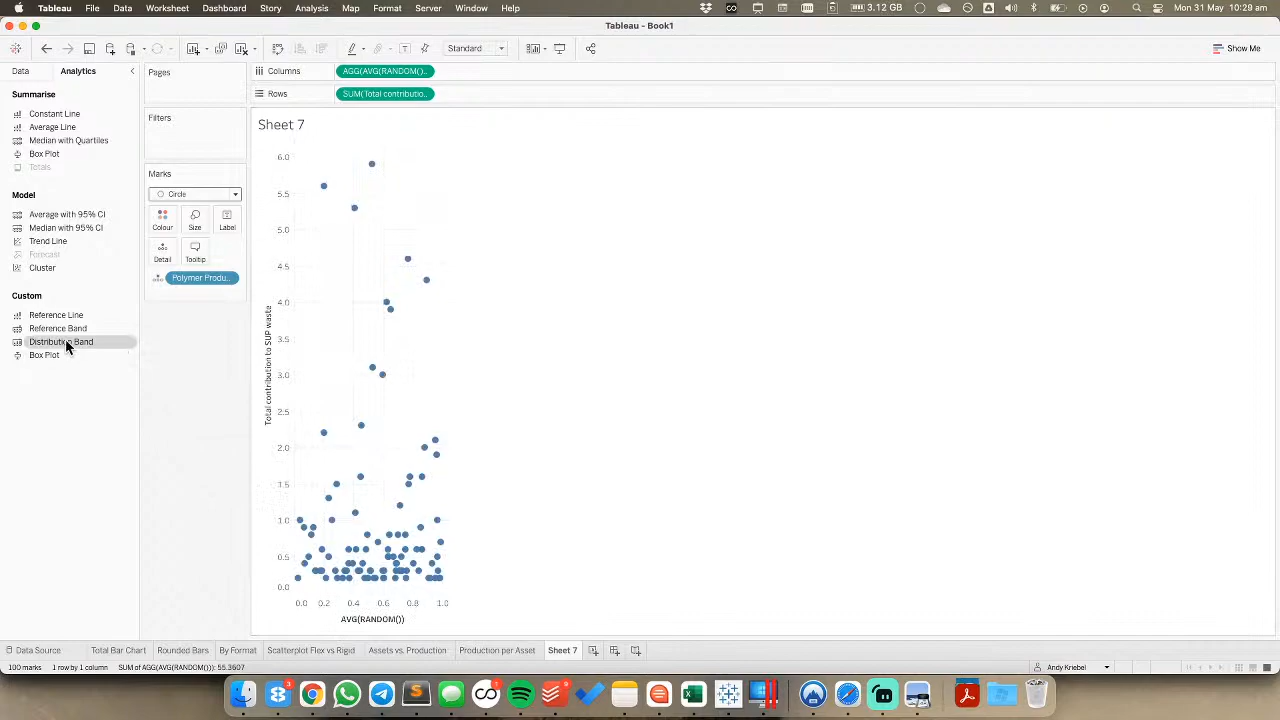 Tableau File Data Worksheet Dashboard Story Analysis Map Format Server Window Help 3.12 GB Mon 31 May 10:29 am
Tableau - Book1
Standard Show Me
Data Analytics
Summarise
Constant Line
Average Line
Median with Quartiles
Box Plot
Totals
Model
Average with 95% CI
Median with 95% CI
Trend Line
Forecast
Cluster
Custom
Reference Line
Reference Band
Distribution Band
Box Plot
Pages
Filters
Marks
Circle
Colour Size Label
Detail Tooltip
Polymer Produ..
Columns AGG(AVG(RANDOM()..
Rows SUM(Total contributio..
Sheet 7
Total contribution to SUP waste
6.0
5.5
5.0
4.5
4.0
3.5
3.0
2.5
2.0
1.5
1.0
0.5
0.0
0.0 0.2 0.4 0.6 0.8 1.0
AVG(RANDOM())
Data Source Total Bar Chart Rounded Bars By Format Scatterplot Flex vs Rigid Assets vs. Production Production per Asset Sheet 7
100 marks 1 row by 1 column SUM of AGG(AVG(RANDOM()): 55.3607 Andy Kriebel